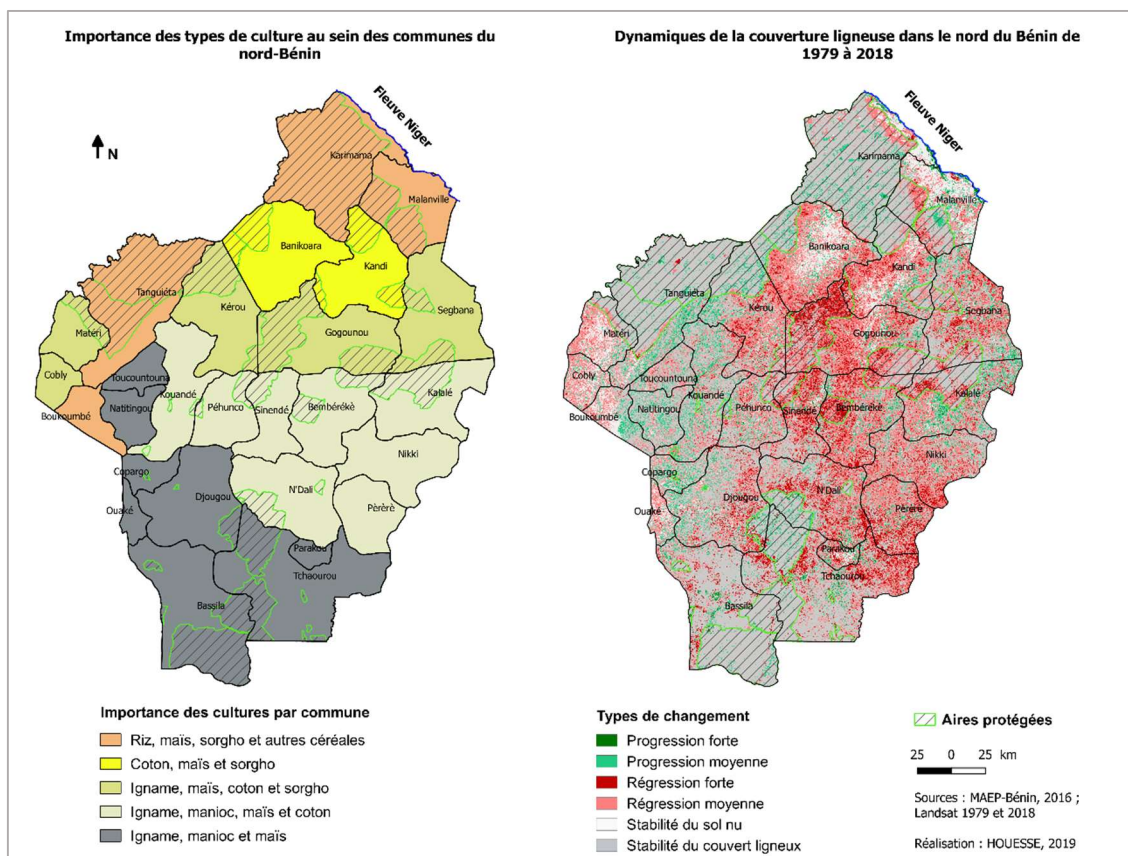 Importance des types de culture au sein des communes du
nord-Bénin
N
Fleuve Niger
Karimama
Malanville
Banikoara
Kandi
Tanguiéta
Kérou
Segbana
Matéri
Gogounou
Cobly
Toucountouna
Kouandé
Kalalé
Boukoumbé
Natitingou
Péhunco
Sinendé
Bembérékè
Nikki
Copargo
Djougou
N'Dali
Ouaké
Pèrèrè
Parakou
Tchaourou
Bassila
Importance des cultures par commune
Riz, maïs, sorgho et autres céréales
Coton, maïs et sorgho
Igname, maïs, coton et sorgho
Igname, manioc, maïs et coton
Igname, manioc et maïs
Dynamiques de la couverture ligneuse dans le nord du Bénin de
1979 à 2018
Fleuve Niger
Karimama
Malanville
Banikoara
Kandi
Tanguiéta
Kérou
Segbana
Matéri
Gogounou
Cobly
Toucountouna
Kouandé
Kalalé
Boukoumbé
Natitingou
Péhunco
Sinendé
Bembéréké
Nikki
Copargo
Djougou
N'Dali
Ouaké
Pèrèrè
Parakou
Tchaourou
Bassila
Types de changement
Progression forte
Progression moyenne
Régression forte
Régression moyenne
Stabilité du sol nu
Stabilité du couvert ligneux
Aires protégées
25 0 25 km
Sources : MAEP-Bénin, 2016 ;
Landsat 1979 et 2018
Réalisation : HOUESSE, 2019